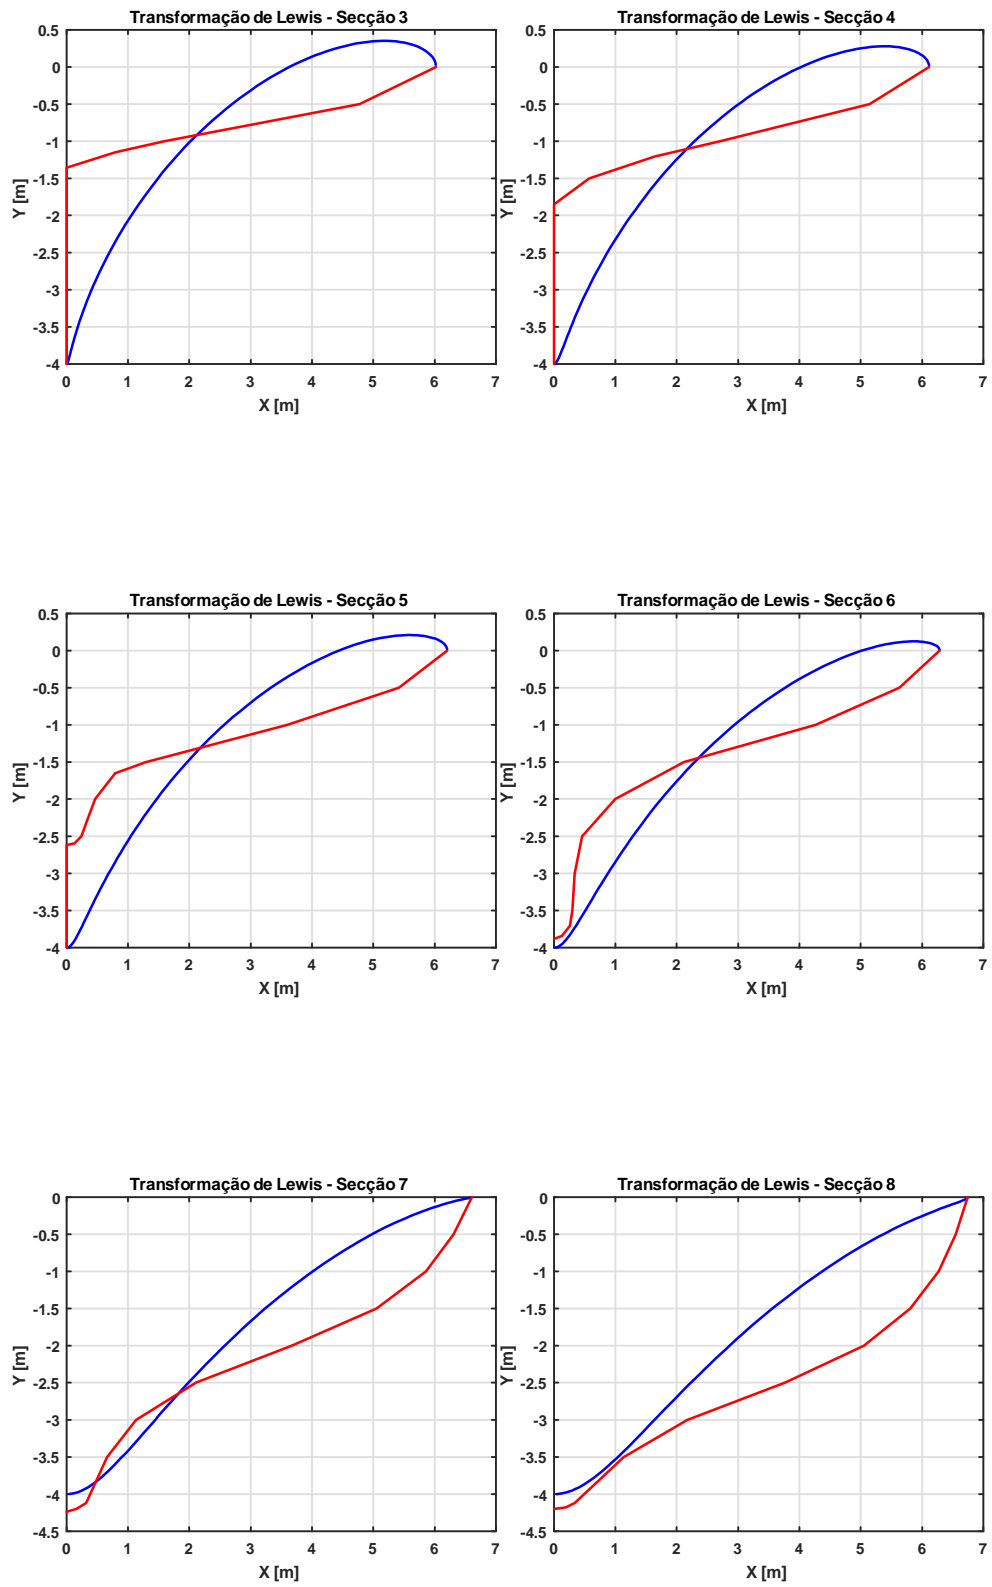 Transformação de Lewis - Secção 3
0.5
0
-0.5
-1
-1.5
-2
-2.5
-3
-3.5
-4
Y [m]
0 1 2 3 4 5 6 7
X [m]
Transformação de Lewis - Secção 4
0.5
0
-0.5
-1
-1.5
-2
-2.5
-3
-3.5
-4
Y [m]
0 1 2 3 4 5 6 7
X [m]
Transformação de Lewis - Secção 5
0.5
0
-0.5
-1
-1.5
-2
-2.5
-3
-3.5
-4
Y [m]
0 1 2 3 4 5 6 7
X [m]
Transformação de Lewis - Secção 6
0.5
0
-0.5
-1
-1.5
-2
-2.5
-3
-3.5
-4
Y [m]
0 1 2 3 4 5 6 7
X [m]
Transformação de Lewis - Secção 7
0
-0.5
-1
-1.5
-2
-2.5
-3
-3.5
-4
-4.5
Y [m]
0 1 2 3 4 5 6 7
X [m]
Transformação de Lewis - Secção 8
0
-0.5
-1
-1.5
-2
-2.5
-3
-3.5
-4
-4.5
Y [m]
0 1 2 3 4 5 6 7
X [m]